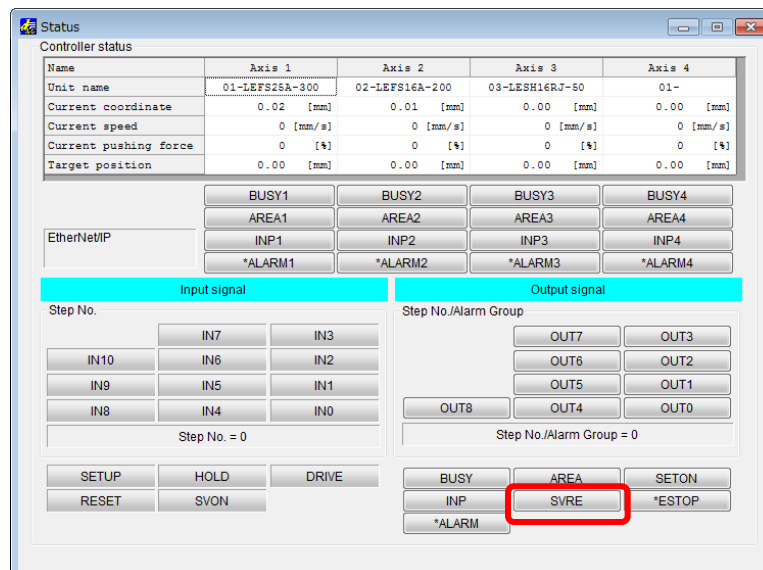 Status
Controller status
Name Axis 1 Axis 2 Axis 3 Axis 4
Unit name 01-LEFS25A-300 02-LEFS16A-200 03-LESH16RJ-50 01-
Current coordinate 0.02 [mm] 0.01 [mm] 0.00 [mm] 0.00 [mm]
Current speed 0 [mm/s] 0 [mm/s] 0 [mm/s] 0 [mm/s]
Current pushing force 0 [%] 0 [%] 0 [%] 0 [%]
Target position 0.00 [mm] 0.00 [mm] 0.00 [mm] 0.00 [mm]
BUSY1 BUSY2 BUSY3 BUSY4
AREA1 AREA2 AREA3 AREA4
EtherNet/IP INP1 INP2 INP3 INP4
*ALARM1 *ALARM2 *ALARM3 *ALARM4
Input signal Output signal
Step No. Step No./Alarm Group
IN7 IN3 OUT7 OUT3
IN10 IN6 IN2 OUT6 OUT2
IN9 IN5 IN1 OUT5 OUT1
IN8 IN4 IN0 OUT8 OUT4 OUT0
Step No. = 0 Step No./Alarm Group = 0
SETUP HOLD DRIVE BUSY AREA SETON
RESET SVON INP SVRE *ESTOP
*ALARM